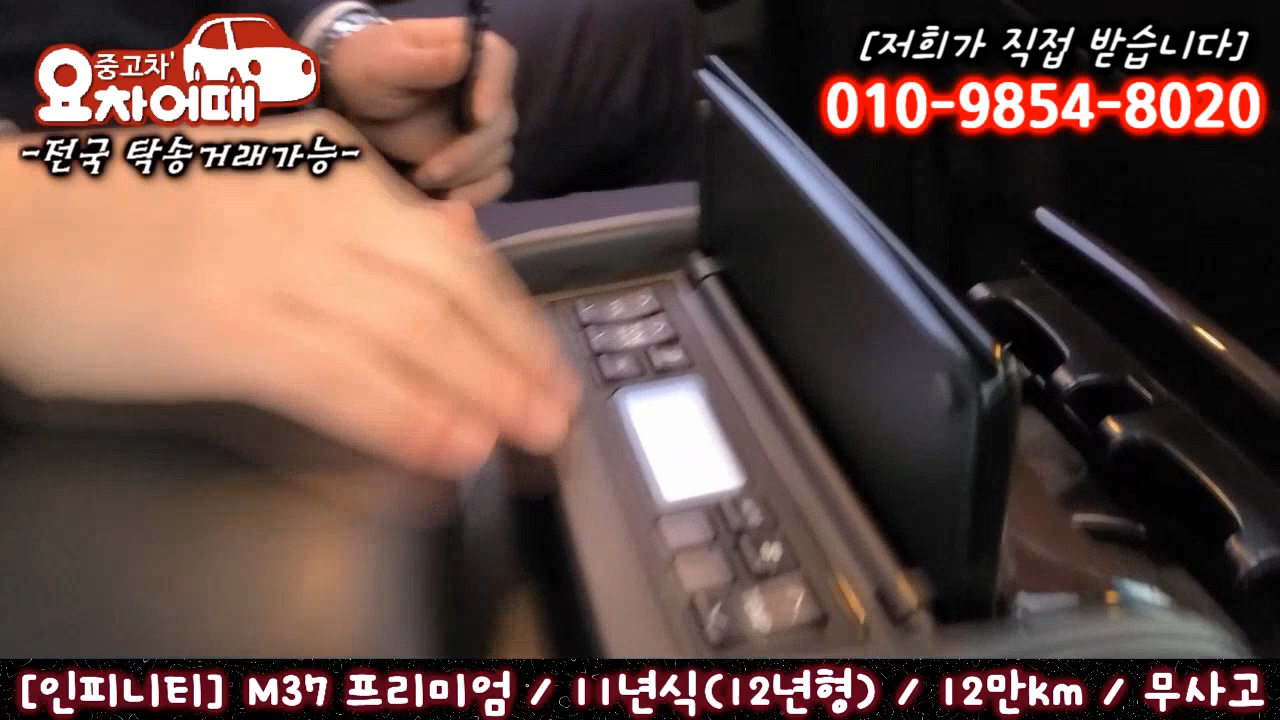 중고차'
요차어때
-전국 탁송거래가능-
[저희가 직접 받습니다]
010-9854-8020
[인피니티] M37 프리미엄 / 11년식(12년형) / 12만km / 무사고